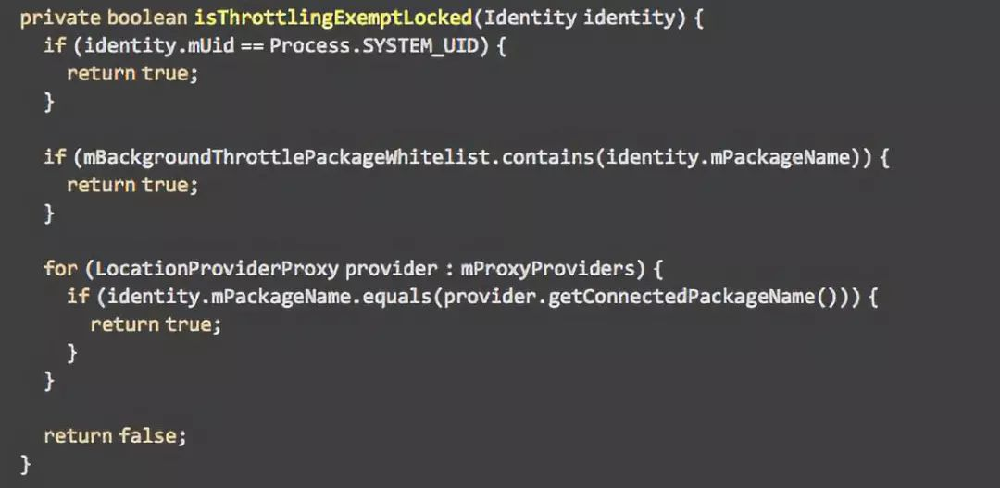 private boolean isThrottlingExemptLocked(Identity identity) {
if (identity.mUid == Process.SYSTEM_UID) {
return true;
}
if (mBackgroundThrottlePackageWhitelist.contains(identity.mPackageName)) {
return true;
}
for (LocationProviderProxy provider : mProxyProviders) {
if (identity.mPackageName.equals(provider.getConnectedPackageName())) {
return true;
}
}
return false;
}